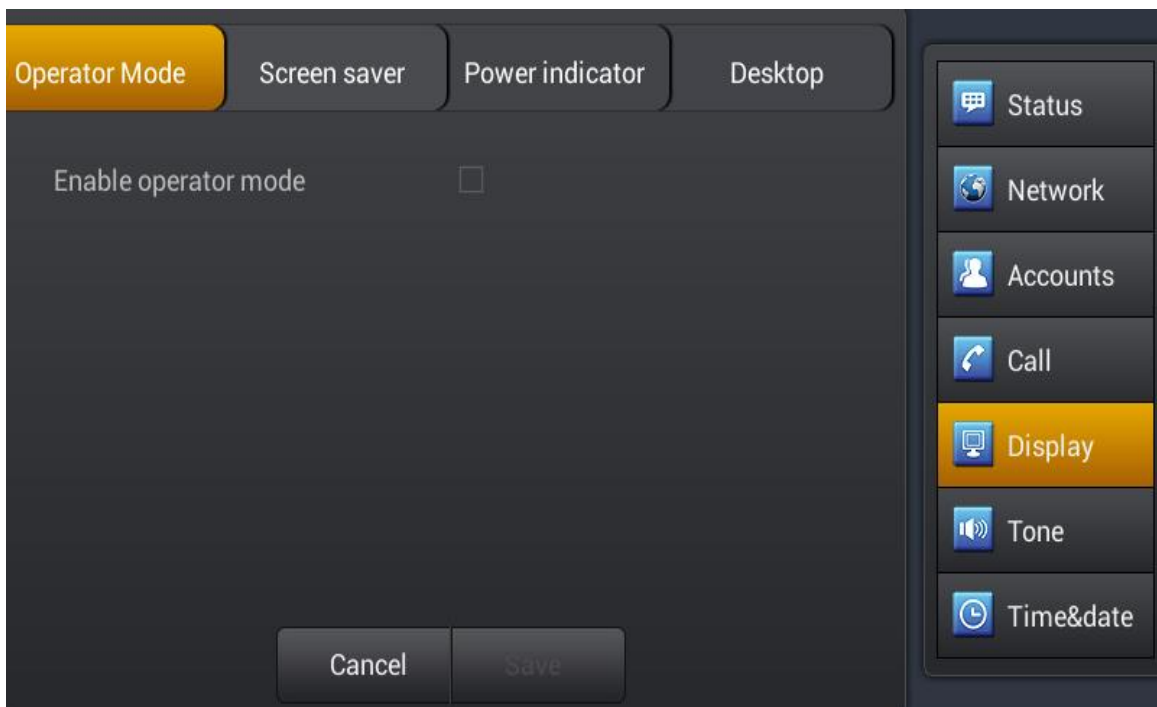 Operator Mode
Screen saver
Power indicator
Desktop
Enable operator mode
Cancel
Save
Status
Network
Accounts
Call
Display
Tone
Time&date